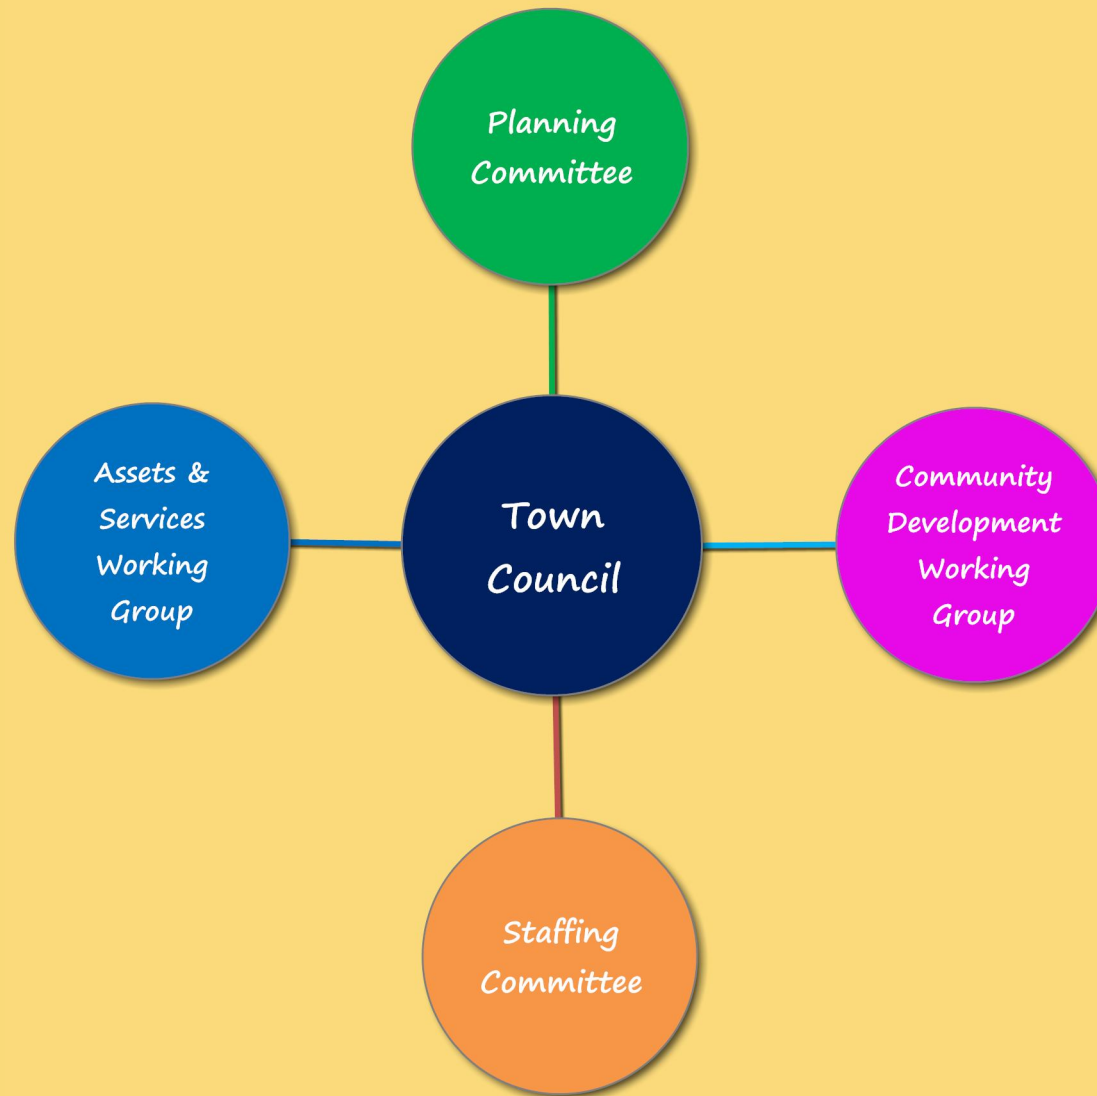 Planning
Committee
Assets &
Services
Working
Group
Town
Council
Community
Development
Working
Group
Staffing
Committee